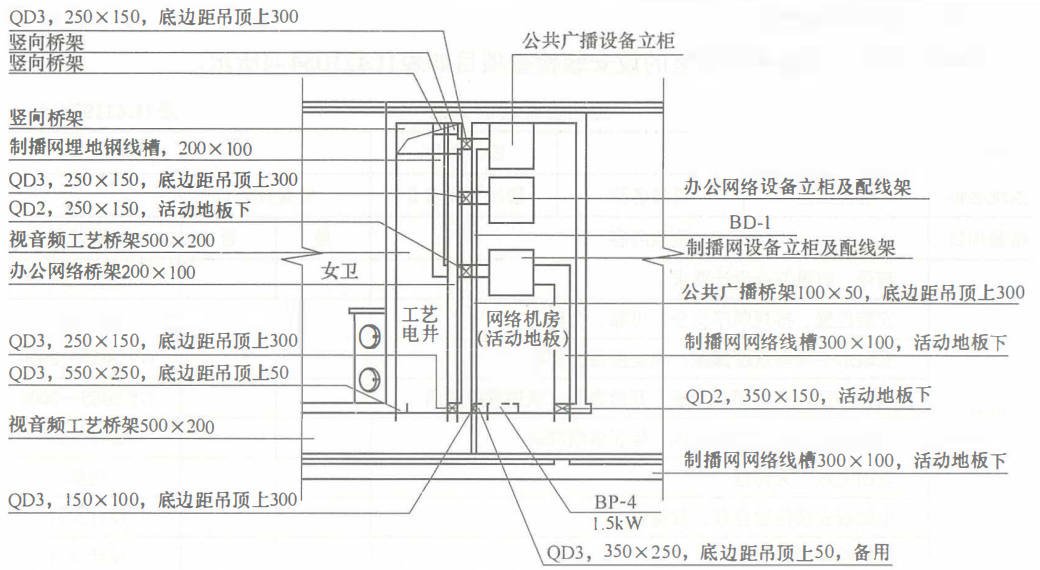 QD3，250×150，底边距吊顶上300
竖向桥架
竖向桥架
公共广播设备立柜
竖向桥架
制播网埋地钢线槽，200×100
QD3，250×150，底边距吊顶上300
QD2，250×150，活动地板下
视音频工艺桥架500×200
办公网络桥架200×100
女卫
工艺
电井
网络机房
(活动地板)
办公网络设备立柜及配线架
BD-1
制播网设备立柜及配线架
公共广播桥架100×50，底边距吊顶上300
QD3，250×150，底边距吊顶上300
制播网网络线槽300×100，活动地板下
QD3，550×250，底边距吊顶上50
QD2，350×150，活动地板下
视音频工艺桥架500×200
制播网网络线槽300×100，活动地板下
QD3，150×100，底边距吊顶上300
BP-4
1.5kW
QD3，350×250，底边距吊顶上50，备用